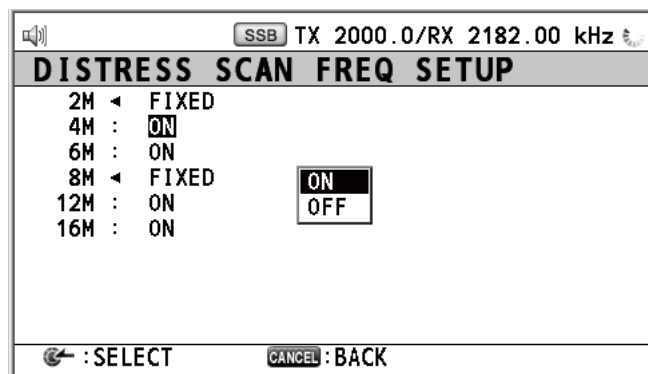 SSB TX 2000.0/RX 2182.00 kHz
DISTRESS SCAN FREQ SETUP
2M ◄ FIXED
4M : ON
6M : ON
8M ◄ FIXED
ON
12M : ON
OFF
16M : ON
:SELECT CANCEL:BACK